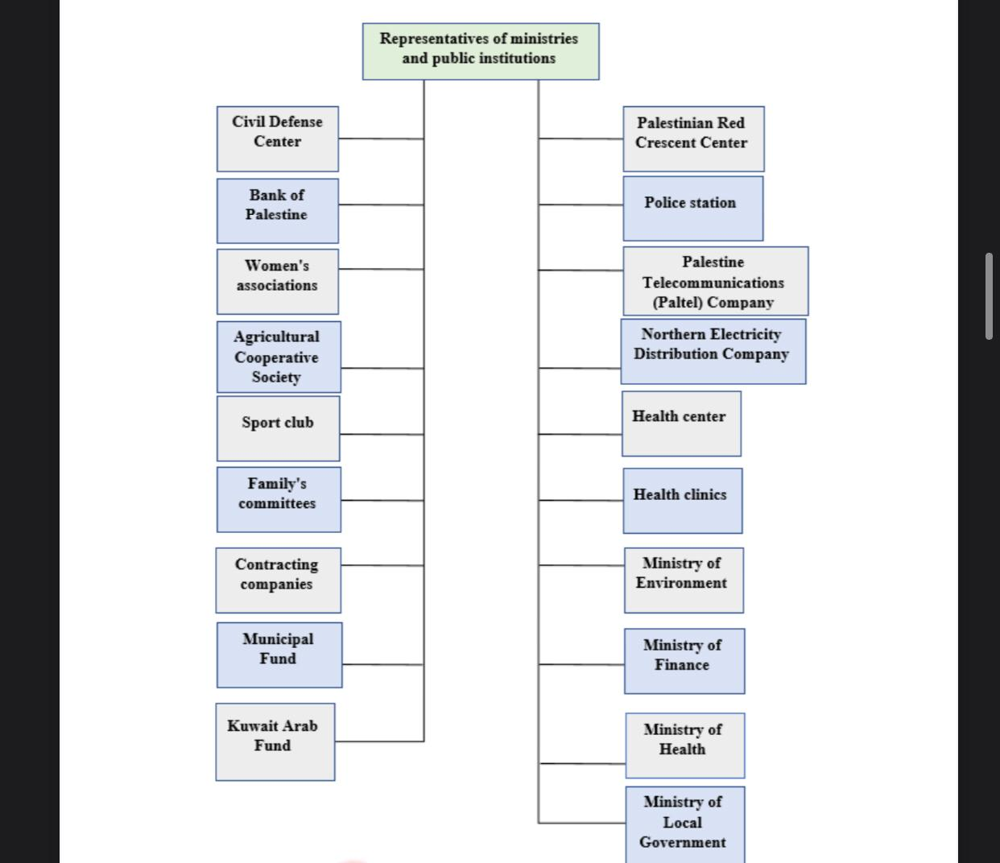 Representatives of ministries
and public institutions
Civil Defense
Center
Bank of
Palestine
Women's
associations
Agricultural
Cooperative
Society
Sport club
Family's
committees
Contracting
companies
Municipal
Fund
Kuwait Arab
Fund
Palestinian Red
Crescent Center
Police station
Palestine
Telecommunications
(Paltel) Company
Northern Electricity
Distribution Company
Health center
Health clinics
Ministry of
Environment
Ministry of
Finance
Ministry of
Health
Ministry of
Local
Government